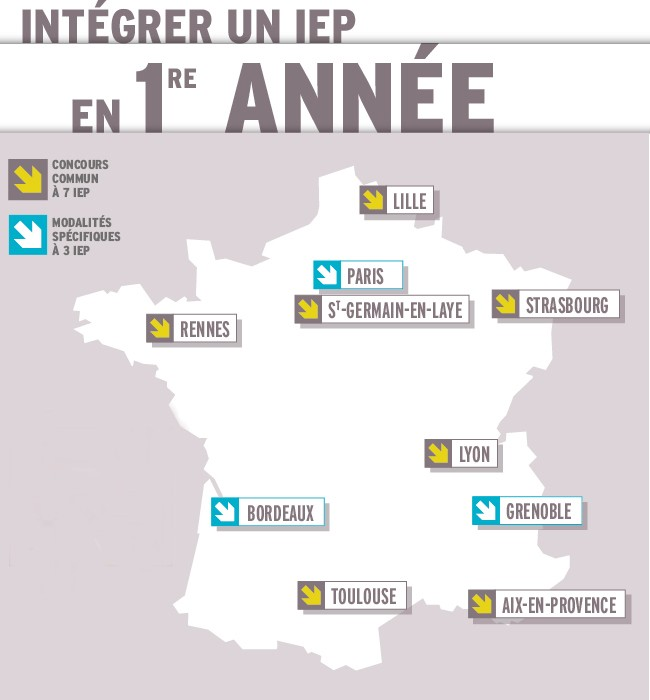 INTÉGRER UN IEP
EN 1RE ANNÉE
CONCOURS
COMMUN
À 7 IEP
MODALITÉS
SPÉCIFIQUES
À 3 IEP
LILLE
PARIS
ST-GERMAIN-EN-LAYE
STRASBOURG
RENNES
LYON
BORDEAUX
GRENOBLE
TOULOUSE
AIX-EN-PROVENCE